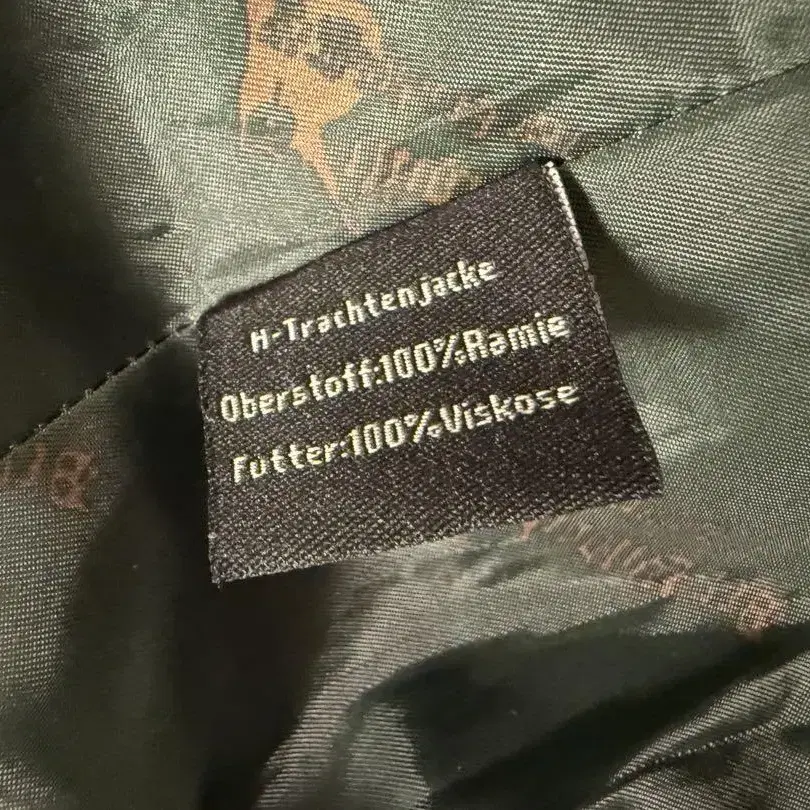 H-Trachtenjacke
Oberstoff:100%Ramie
Futter:100%Viskose